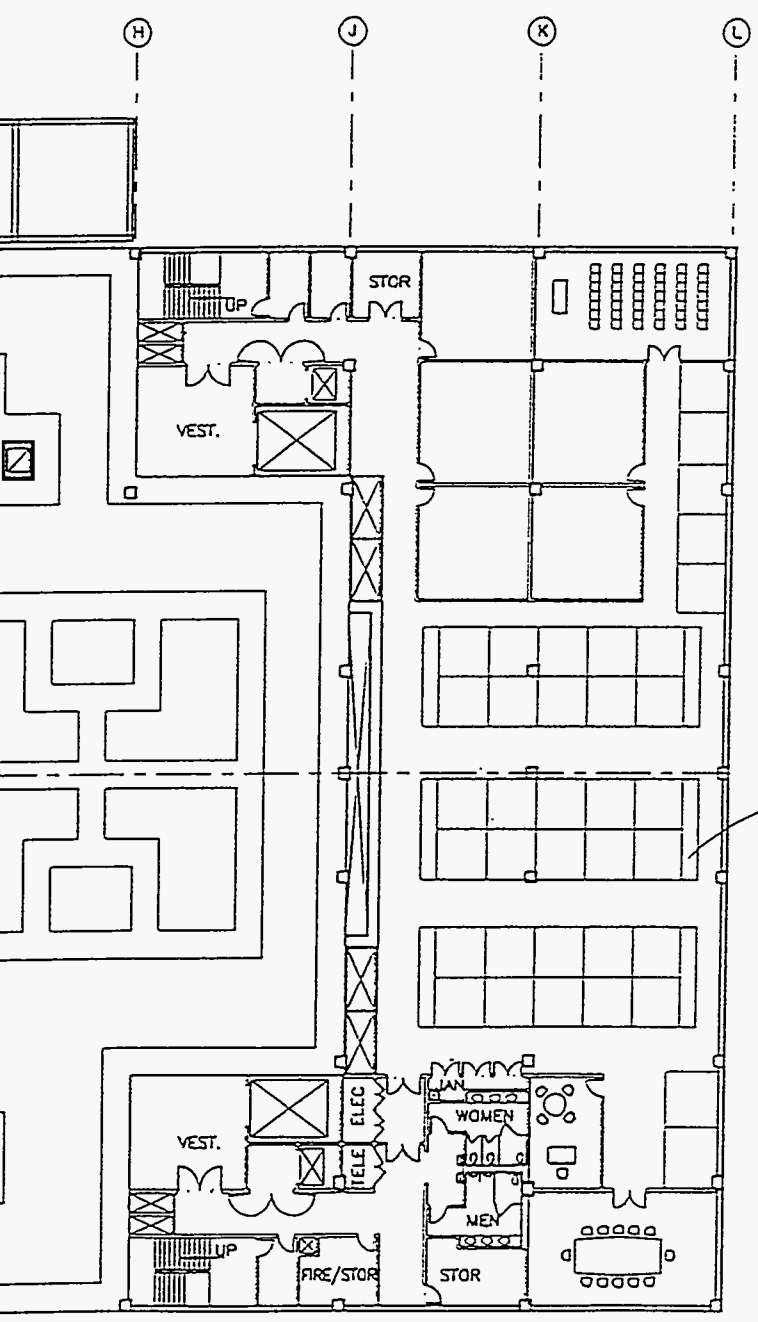 H J K L
STOR
UP
VEST.
JAN
ELEC
WOMEN
VEST.
TELE
MEN
UP
FIRE/STOR
STOR